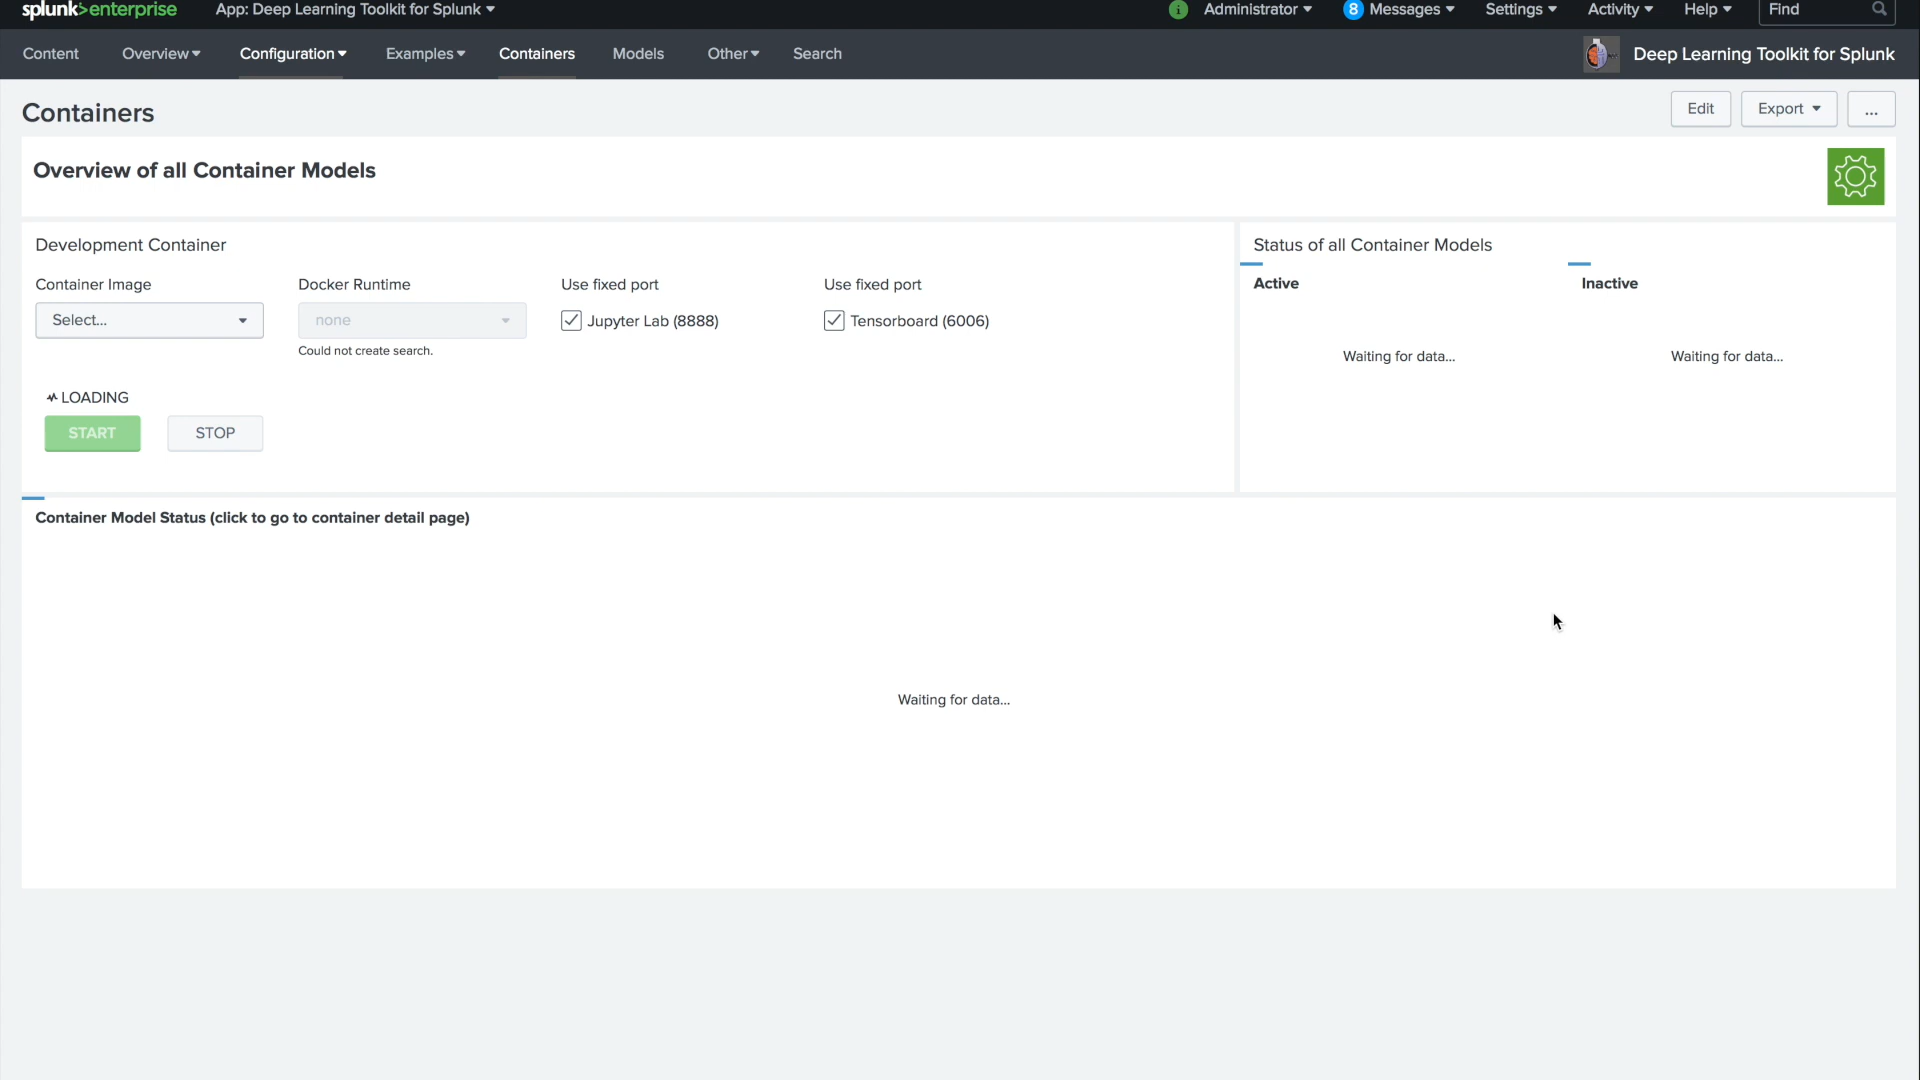 splunk>enterprise App: Deep Learning Toolkit for Splunk i Administrator 8 Messages Settings Activity Help Find
Content Overview Configuration Examples Containers Models Other Search Deep Learning Toolkit for Splunk
Containers
Edit Export ...
Overview of all Container Models
Development Container
Container Image Docker Runtime Use fixed port Use fixed port
Select... none Jupyter Lab (8888) Tensorboard (6006)
Could not create search.
LOADING
START STOP
Status of all Container Models
Active Inactive
Waiting for data... Waiting for data...
Container Model Status (click to go to container detail page)
Waiting for data...